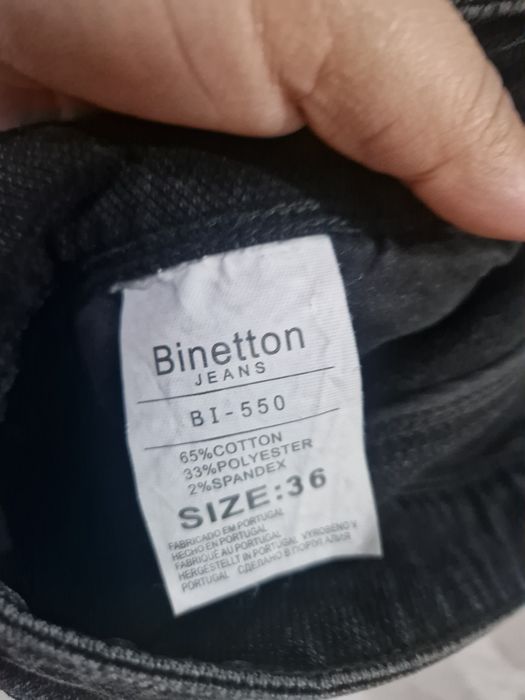 Binetton
JEANS
BI-550
65%COTTON
33%POLYESTER
2%SPANDEX
SIZE:36
FABRICADO EM PORTUGAL
HECHO EN PORTUGAL
FABRIQUE AU PORTUGAL
HERGESTELLT IN PORTUGAL VYROBENO V
PORTUGAL СДЕЛАНО В ПОРТУГАЛИЯ